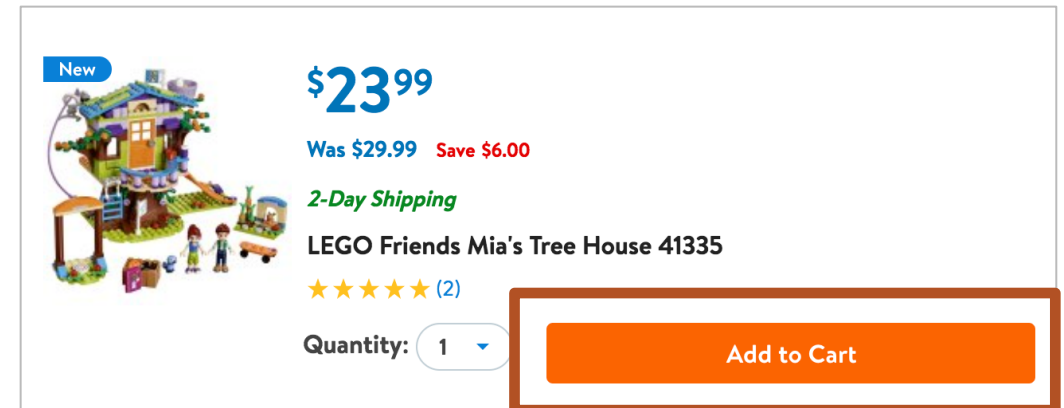 New
$23 99
Was $29.99 Save $6.00
2-Day Shipping
LEGO Friends Mia's Tree House 41335
(2)
Quantity: 1
Add to Cart